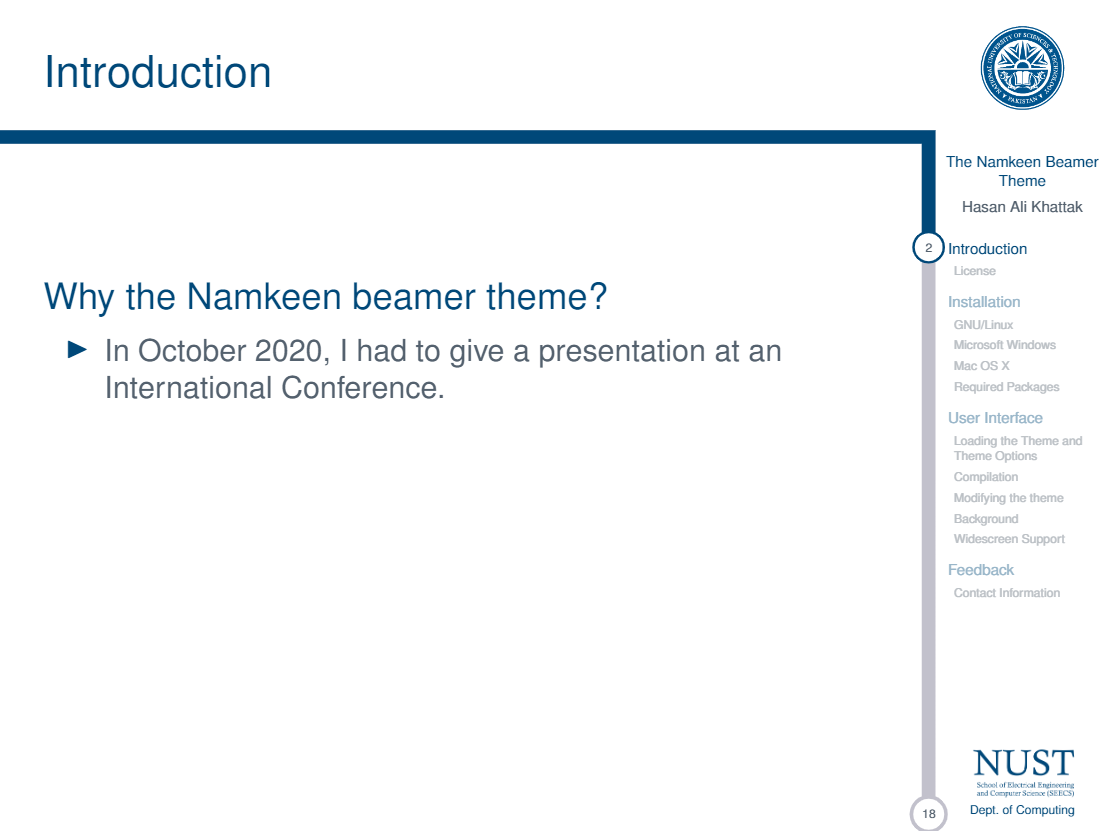 Introduction
NATIONAL UNIVERSITY OF SCIENCES & TECHNOLOGY
PAKISTAN
The Namkeen Beamer
Theme
Hasan Ali Khattak
2
Introduction
License
Installation
GNU/Linux
Microsoft Windows
Mac OS X
Required Packages
User Interface
Loading the Theme and
Theme Options
Compilation
Modifying the theme
Background
Widescreen Support
Feedback
Contact Information
Why the Namkeen beamer theme?
In October 2020, I had to give a presentation at an
International Conference.
NUST
School of Electrical Engineering
and Computer Science (SEECS)
Dept. of Computing
18